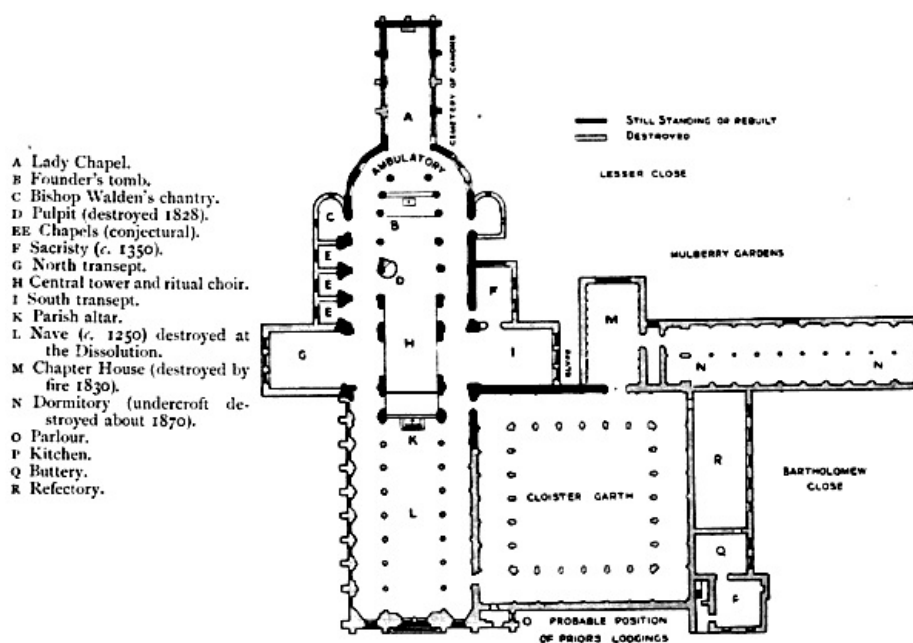 A Lady Chapel.
B Founder's tomb.
C Bishop Walden's chantry.
D Pulpit (destroyed 1828).
EE Chapels (conjectural).
F Sacristy (c. 1350).
G North transept.
H Central tower and ritual choir.
I South transept.
K Parish altar.
L Nave (c. 1250) destroyed at
the Dissolution.
M Chapter House (destroyed by
fire 1830).
N Dormitory (undercroft de-
stroyed about 1870).
O Parlour.
P Kitchen.
Q Buttery.
R Refectory.
A
CEMETERY OF CANONS
STILL STANDING OR REBUILT
DESTROYED
LESSER CLOSE
AMBULATORY
C
B
MULBERRY GARDENS
E
D
E
F
E
M
G
H
I
SLYPE
N
N
K
R
BARTHOLOMEW
CLOSE
CLOISTER GARTH
L
Q
P
O PROBABLE POSITION
OF PRIORS LODGINGS